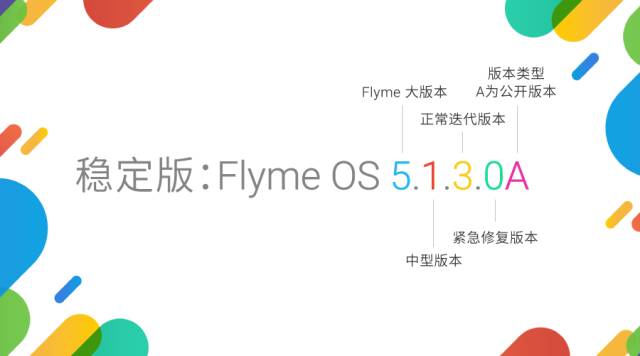 版本类型
Flyme 大版本
A为公开版本
正常迭代版本
稳定版：Flyme OS 5.1.3.0A
紧急修复版本
中型版本